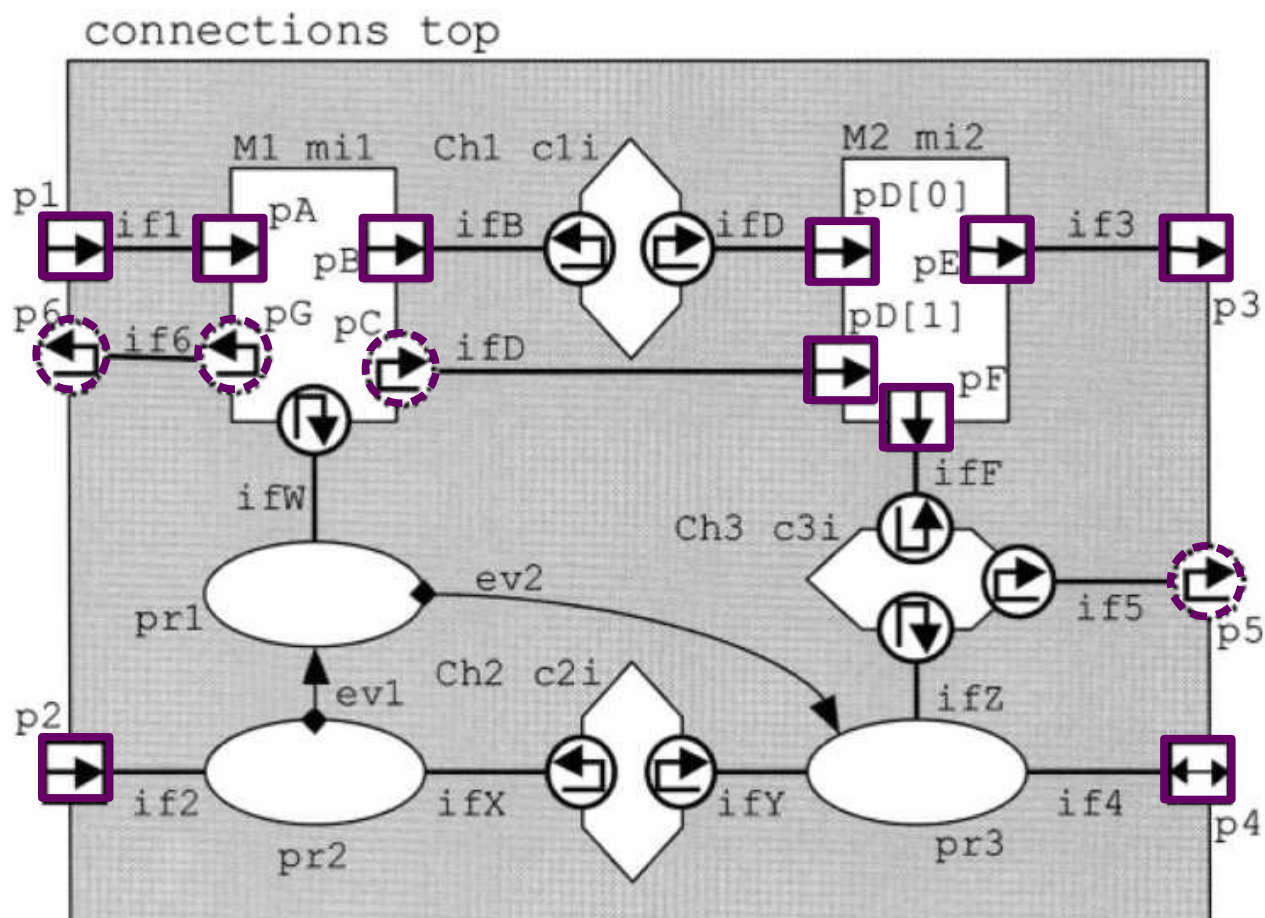 connections top
M1 mi1
Ch1 c1i
M2 mi2
p1
if1
pA
pB
ifB
ifD
pD[0]
pE
if3
p3
p6
if6
pG
pC
ifD
pD[1]
pF
ifW
ifF
Ch3 c3i
pr1
ev2
if5
p5
ev1
Ch2 c2i
ifZ
p2
if2
ifX
ifY
if4
p4
pr2
pr3